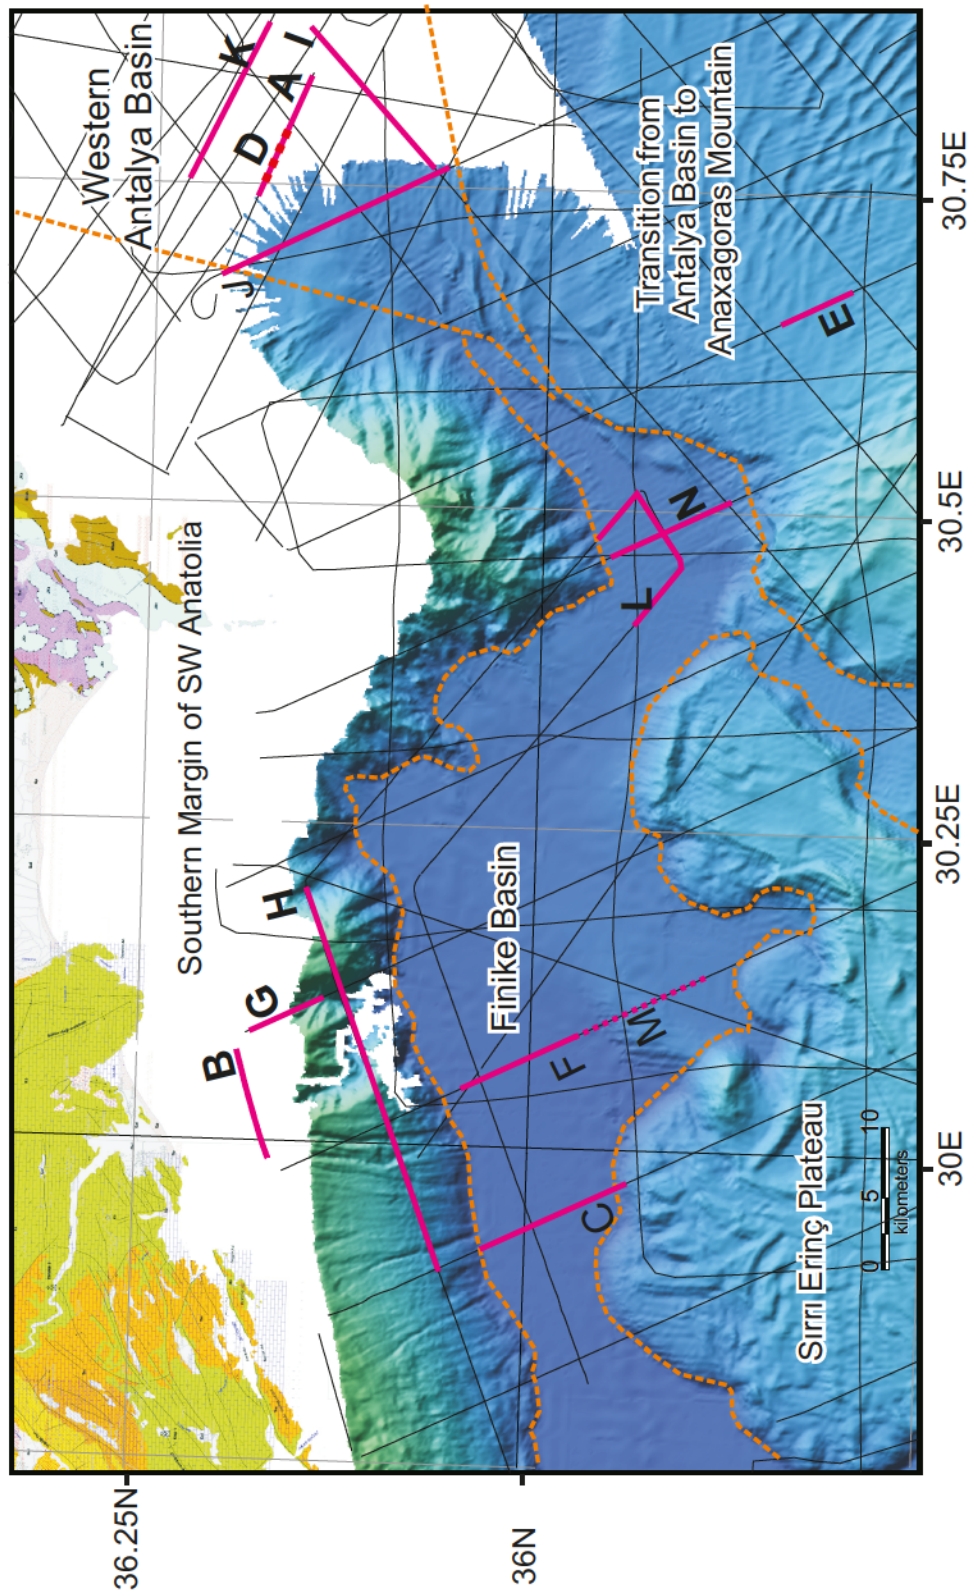 Western
Antalya Basin
K
I
A
D
J
Transition from
Antalya Basin to
Anaxagoras Mountain
E
Southern Margin of SW Anatolia
N
L
H
G
B
Finike Basin
F
M
C
Sırrı Erinç Plateau
0 5 10
kilometers
36.25N
36N
30E
30.25E
30.5E
30.75E